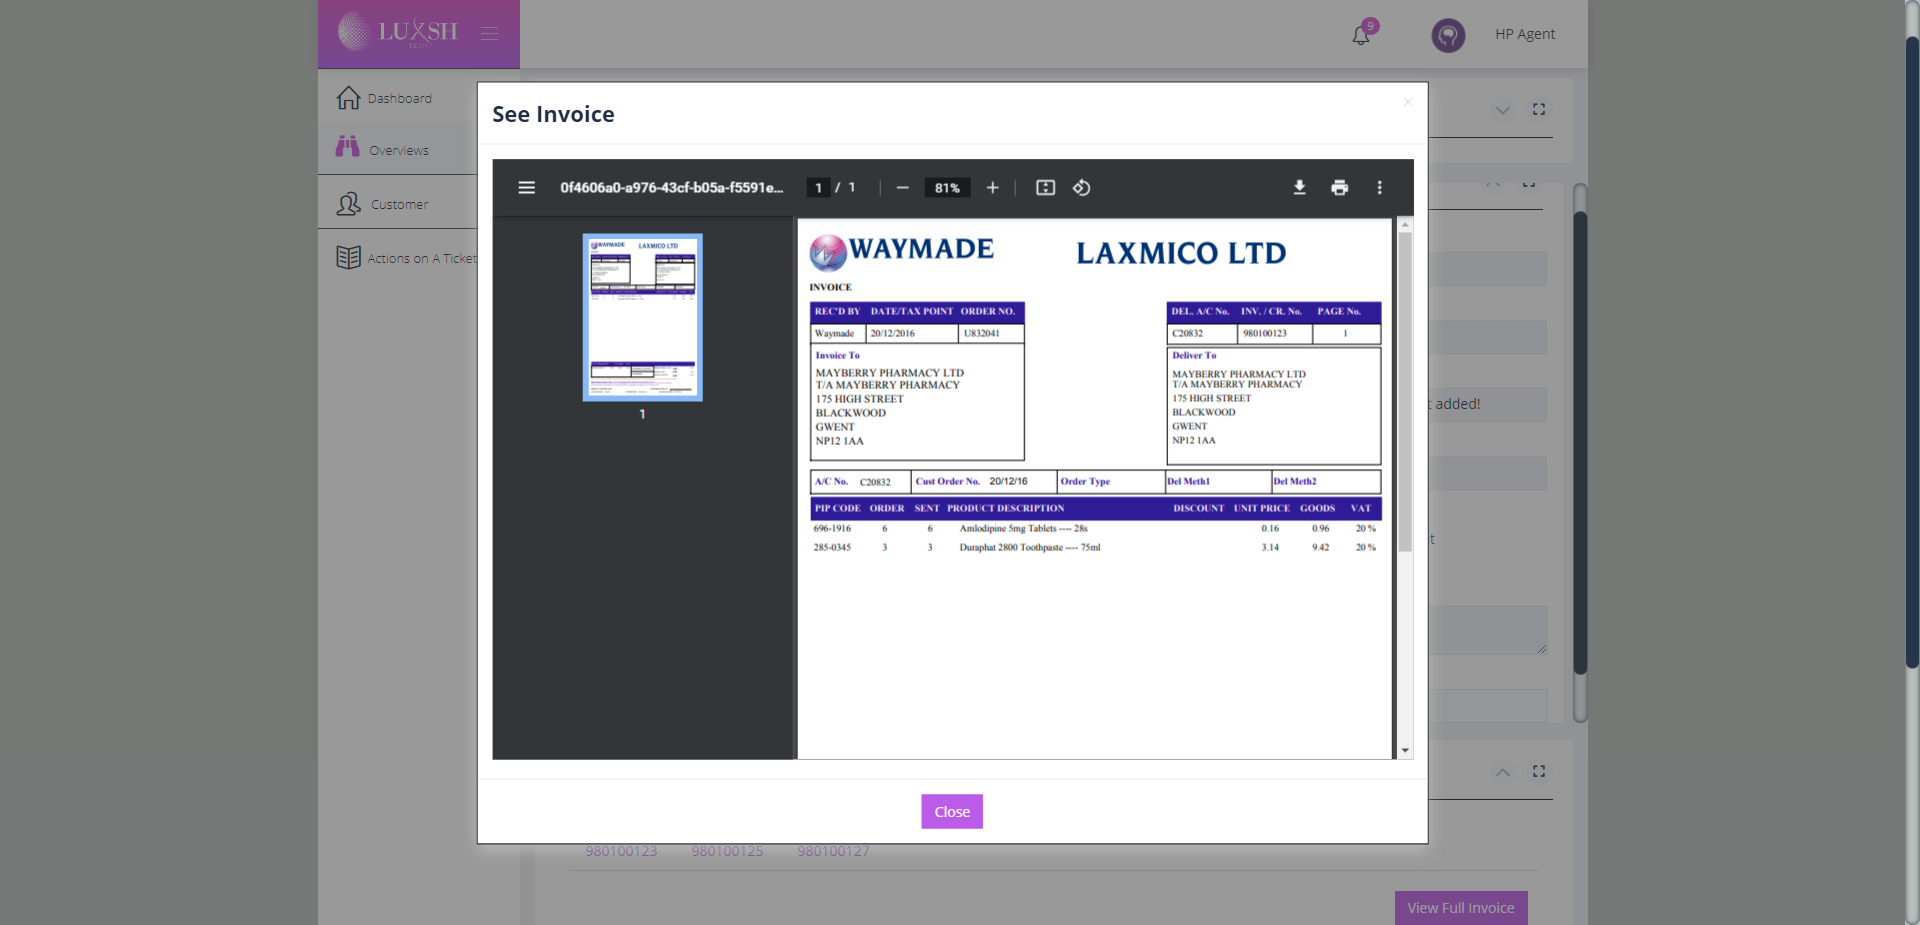 LUXSH
9
HP Agent
Dashboard
Overviews
Customer
Actions on A Ticket
See Invoice
×
0f4606a0-a976-43cf-b05a-f5591e...
1 / 1
81%
WAYMADE LAXMICO LTD
1
WAYMADE
LAXMICO LTD
INVOICE
REC'D BY DATE/TAX POINT ORDER NO.
Waymade 20/12/2016 U832041
Invoice To
MAYBERRY PHARMACY LTD
T/A MAYBERRY PHARMACY
175 HIGH STREET
BLACKWOOD
GWENT
NP12 1AA
DEL. A/C No. INV. / CR. No. PAGE No.
C20832 980100123 1
Deliver To
MAYBERRY PHARMACY LTD
T/A MAYBERRY PHARMACY
175 HIGH STREET
BLACKWOOD
GWENT
NP12 1AA
A/C No. C20832 Cust Order No. 20/12/16 Order Type Del Meth1 Del Meth2
PIP CODE ORDER SENT PRODUCT DESCRIPTION DISCOUNT UNIT PRICE GOODS VAT
696-1916 6 6 Amlodipine 5mg Tablets ---- 28s 0.16 0.96 20 %
285-0345 3 3 Duraphat 2800 Toothpaste ---- 75ml 3.14 9.42 20 %
t added!
t
Close
980100123 980100125 980100127
View Full Invoice